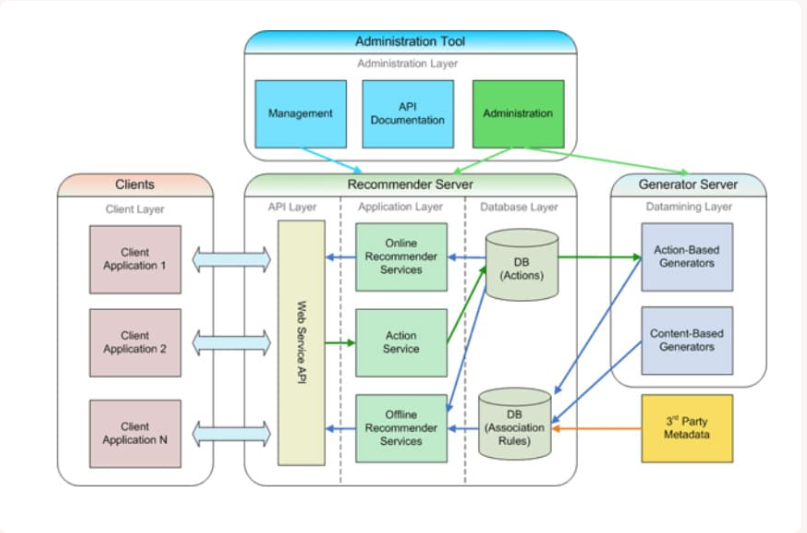 Administration Tool
Administration Layer
Management
API
Documentation
Administration
Clients
Client Layer
Client
Application 1
Client
Application 2
Client
Application N
Recommender Server
API Layer
Application Layer
Database Layer
Web Service API
Online
Recommender
Services
Action
Service
Offline
Recommender
Services
DB
(Actions)
DB
(Association
Rules)
Generator Server
Datamining Layer
Action-Based
Generators
Content-Based
Generators
3rd Party
Metadata